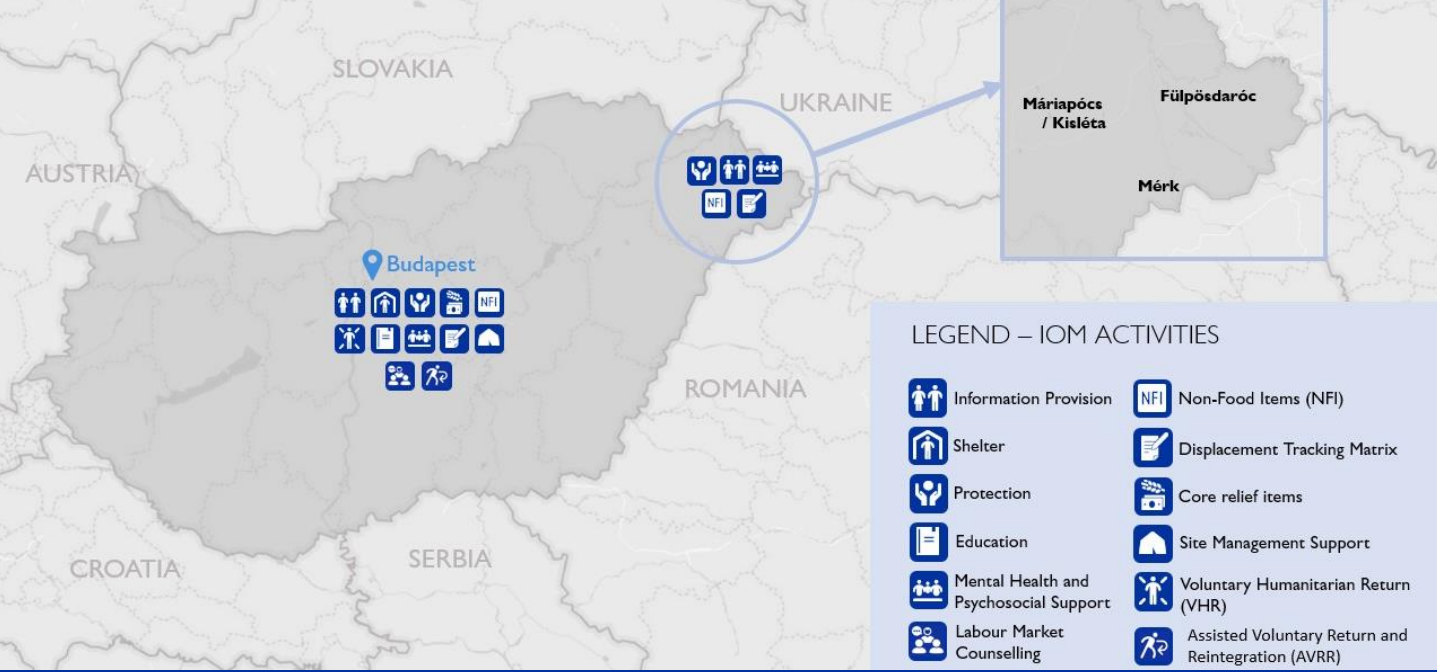 SLOVAKIA
UKRAINE
AUSTRIA
Máriapócs
/ Kisléta
Fülpösdaróc
Mérk
NFI
Budapest
NFI
ROMANIA
SERBIA
CROATIA
LEGEND – IOM ACTIVITIES
Information Provision
Shelter
Protection
Education
Mental Health and
Psychosocial Support
Labour Market
Counselling
NFI
Non-Food Items (NFI)
Displacement Tracking Matrix
Core relief items
Site Management Support
Voluntary Humanitarian Return
(VHR)
Assisted Voluntary Return and
Reintegration (AVRR)